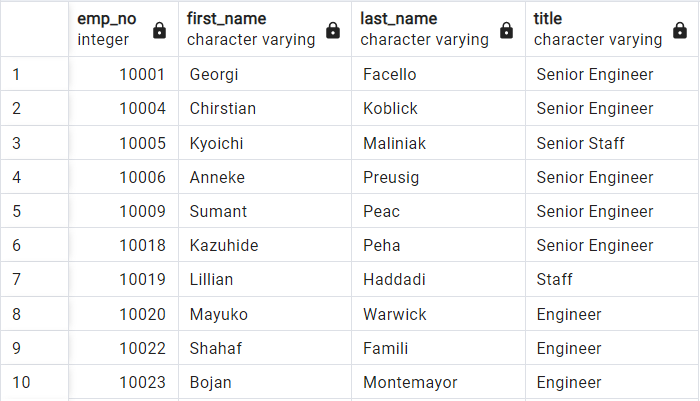 emp_no first_name last_name title
integer character varying character varying character varying
1 10001 Georgi Facello Senior Engineer
2 10004 Chirstian Koblick Senior Engineer
3 10005 Kyoichi Maliniak Senior Staff
4 10006 Anneke Preusig Senior Engineer
5 10009 Sumant Peac Senior Engineer
6 10018 Kazuhide Peha Senior Engineer
7 10019 Lillian Haddadi Staff
8 10020 Mayuko Warwick Engineer
9 10022 Shahaf Famili Engineer
10 10023 Bojan Montemayor Engineer